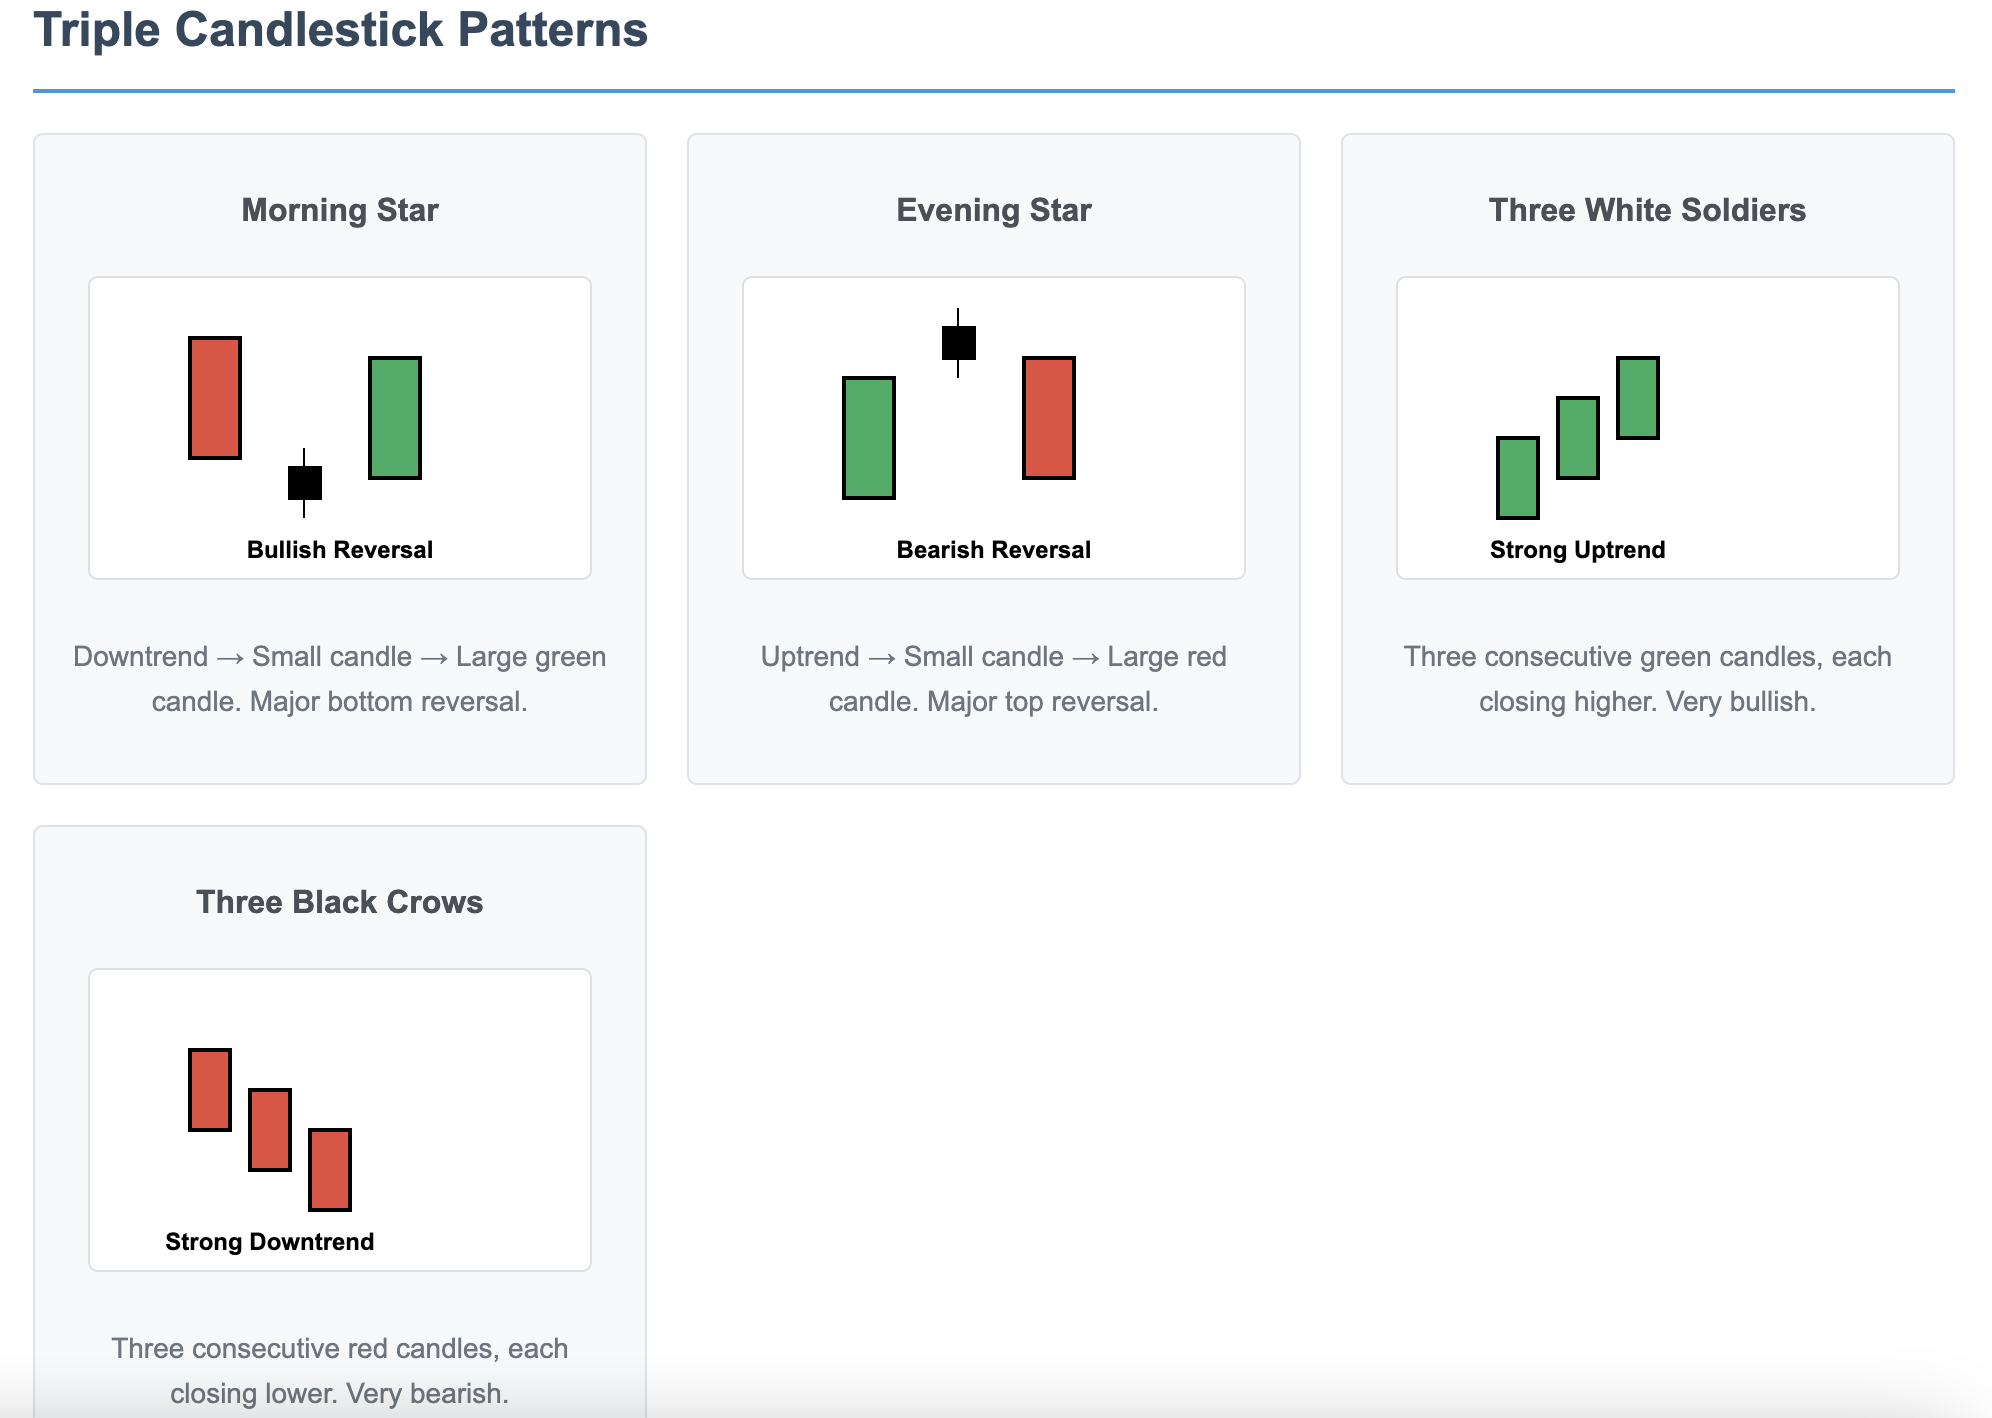 Triple Candlestick Patterns
Morning Star
Bullish Reversal
Downtrend → Small candle → Large green
candle. Major bottom reversal.
Evening Star
Bearish Reversal
Uptrend → Small candle → Large red
candle. Major top reversal.
Three White Soldiers
Strong Uptrend
Three consecutive green candles, each
closing higher. Very bullish.
Three Black Crows
Strong Downtrend
Three consecutive red candles, each
closing lower. Very bearish.